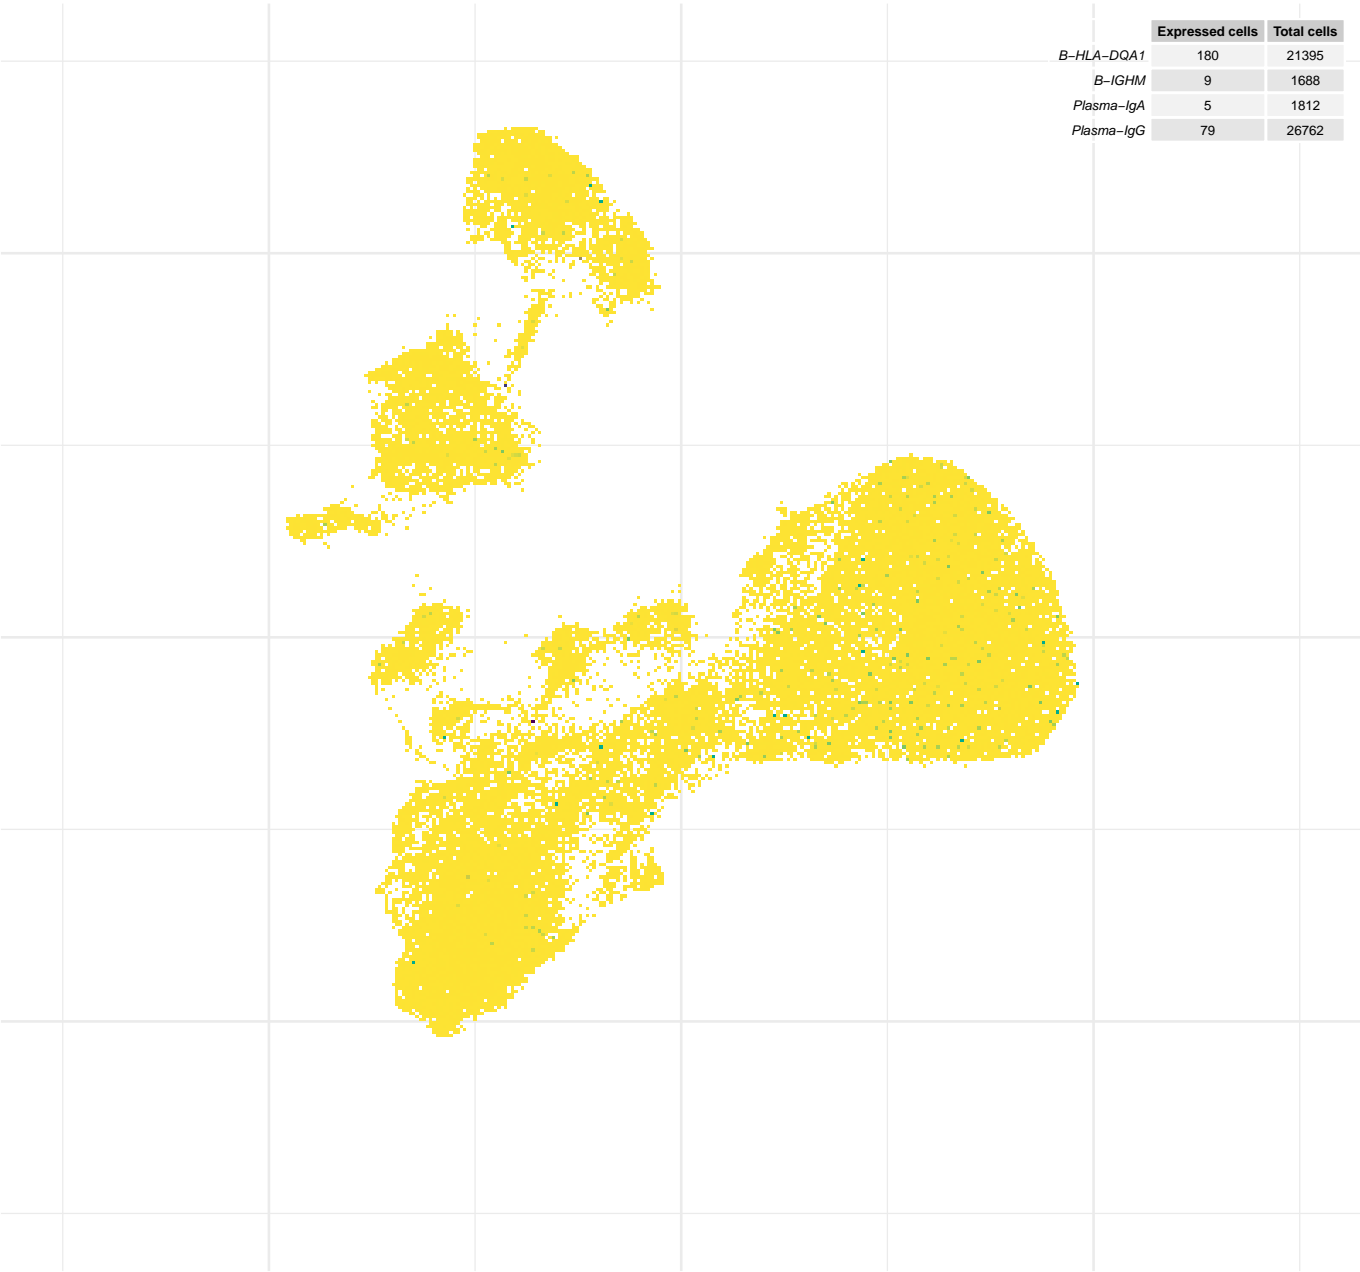 Expressed cells Total cells
B−HLA−DQA1 180 21395
B−IGHM 9 1688
Plasma−IgA 5 1812
Plasma−IgG 79 26762